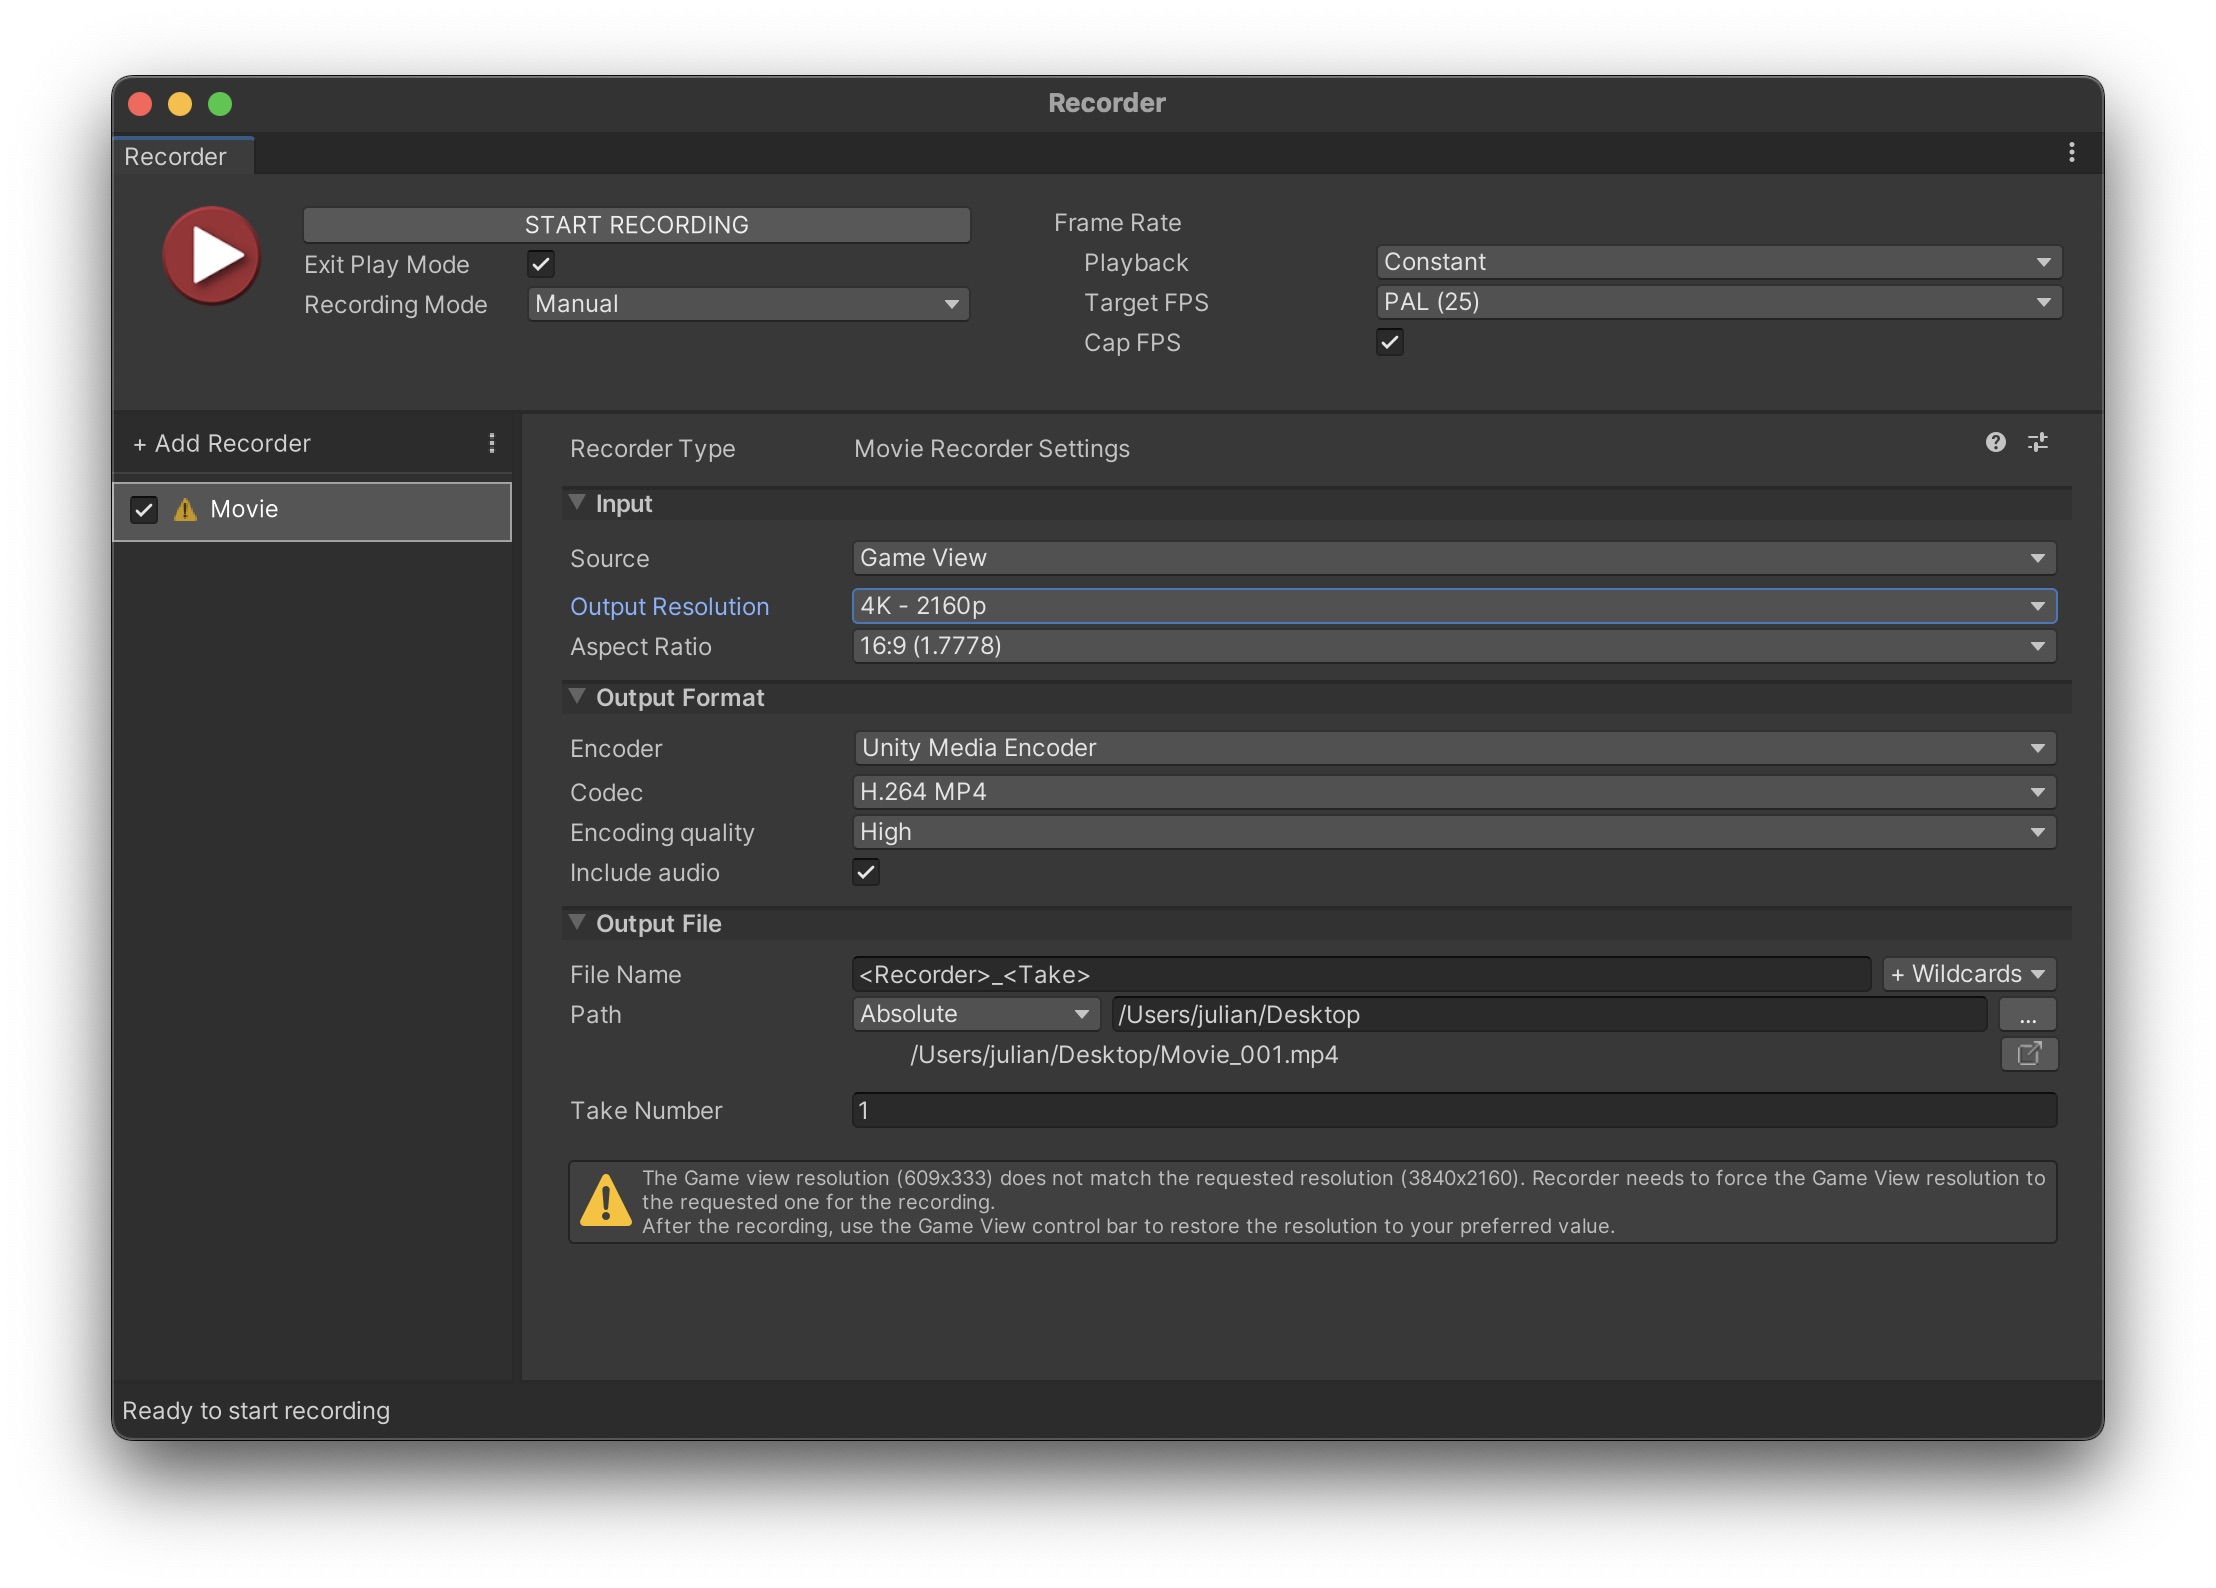 Recorder
Recorder
START RECORDING
Exit Play Mode
Recording Mode Manual
Frame Rate
Playback Constant
Target FPS PAL (25)
Cap FPS
+ Add Recorder
Movie
Recorder Type Movie Recorder Settings
Input
Source Game View
Output Resolution 4K - 2160p
Aspect Ratio 16:9 (1.7778)
Output Format
Encoder Unity Media Encoder
Codec H.264 MP4
Encoding quality High
Include audio
Output File
File Name <Recorder>_<Take> + Wildcards
Path Absolute /Users/julian/Desktop ...
/Users/julian/Desktop/Movie_001.mp4
Take Number 1
The Game view resolution (609x333) does not match the requested resolution (3840x2160). Recorder needs to force the Game View resolution to
the requested one for the recording.
After the recording, use the Game View control bar to restore the resolution to your preferred value.
Ready to start recording